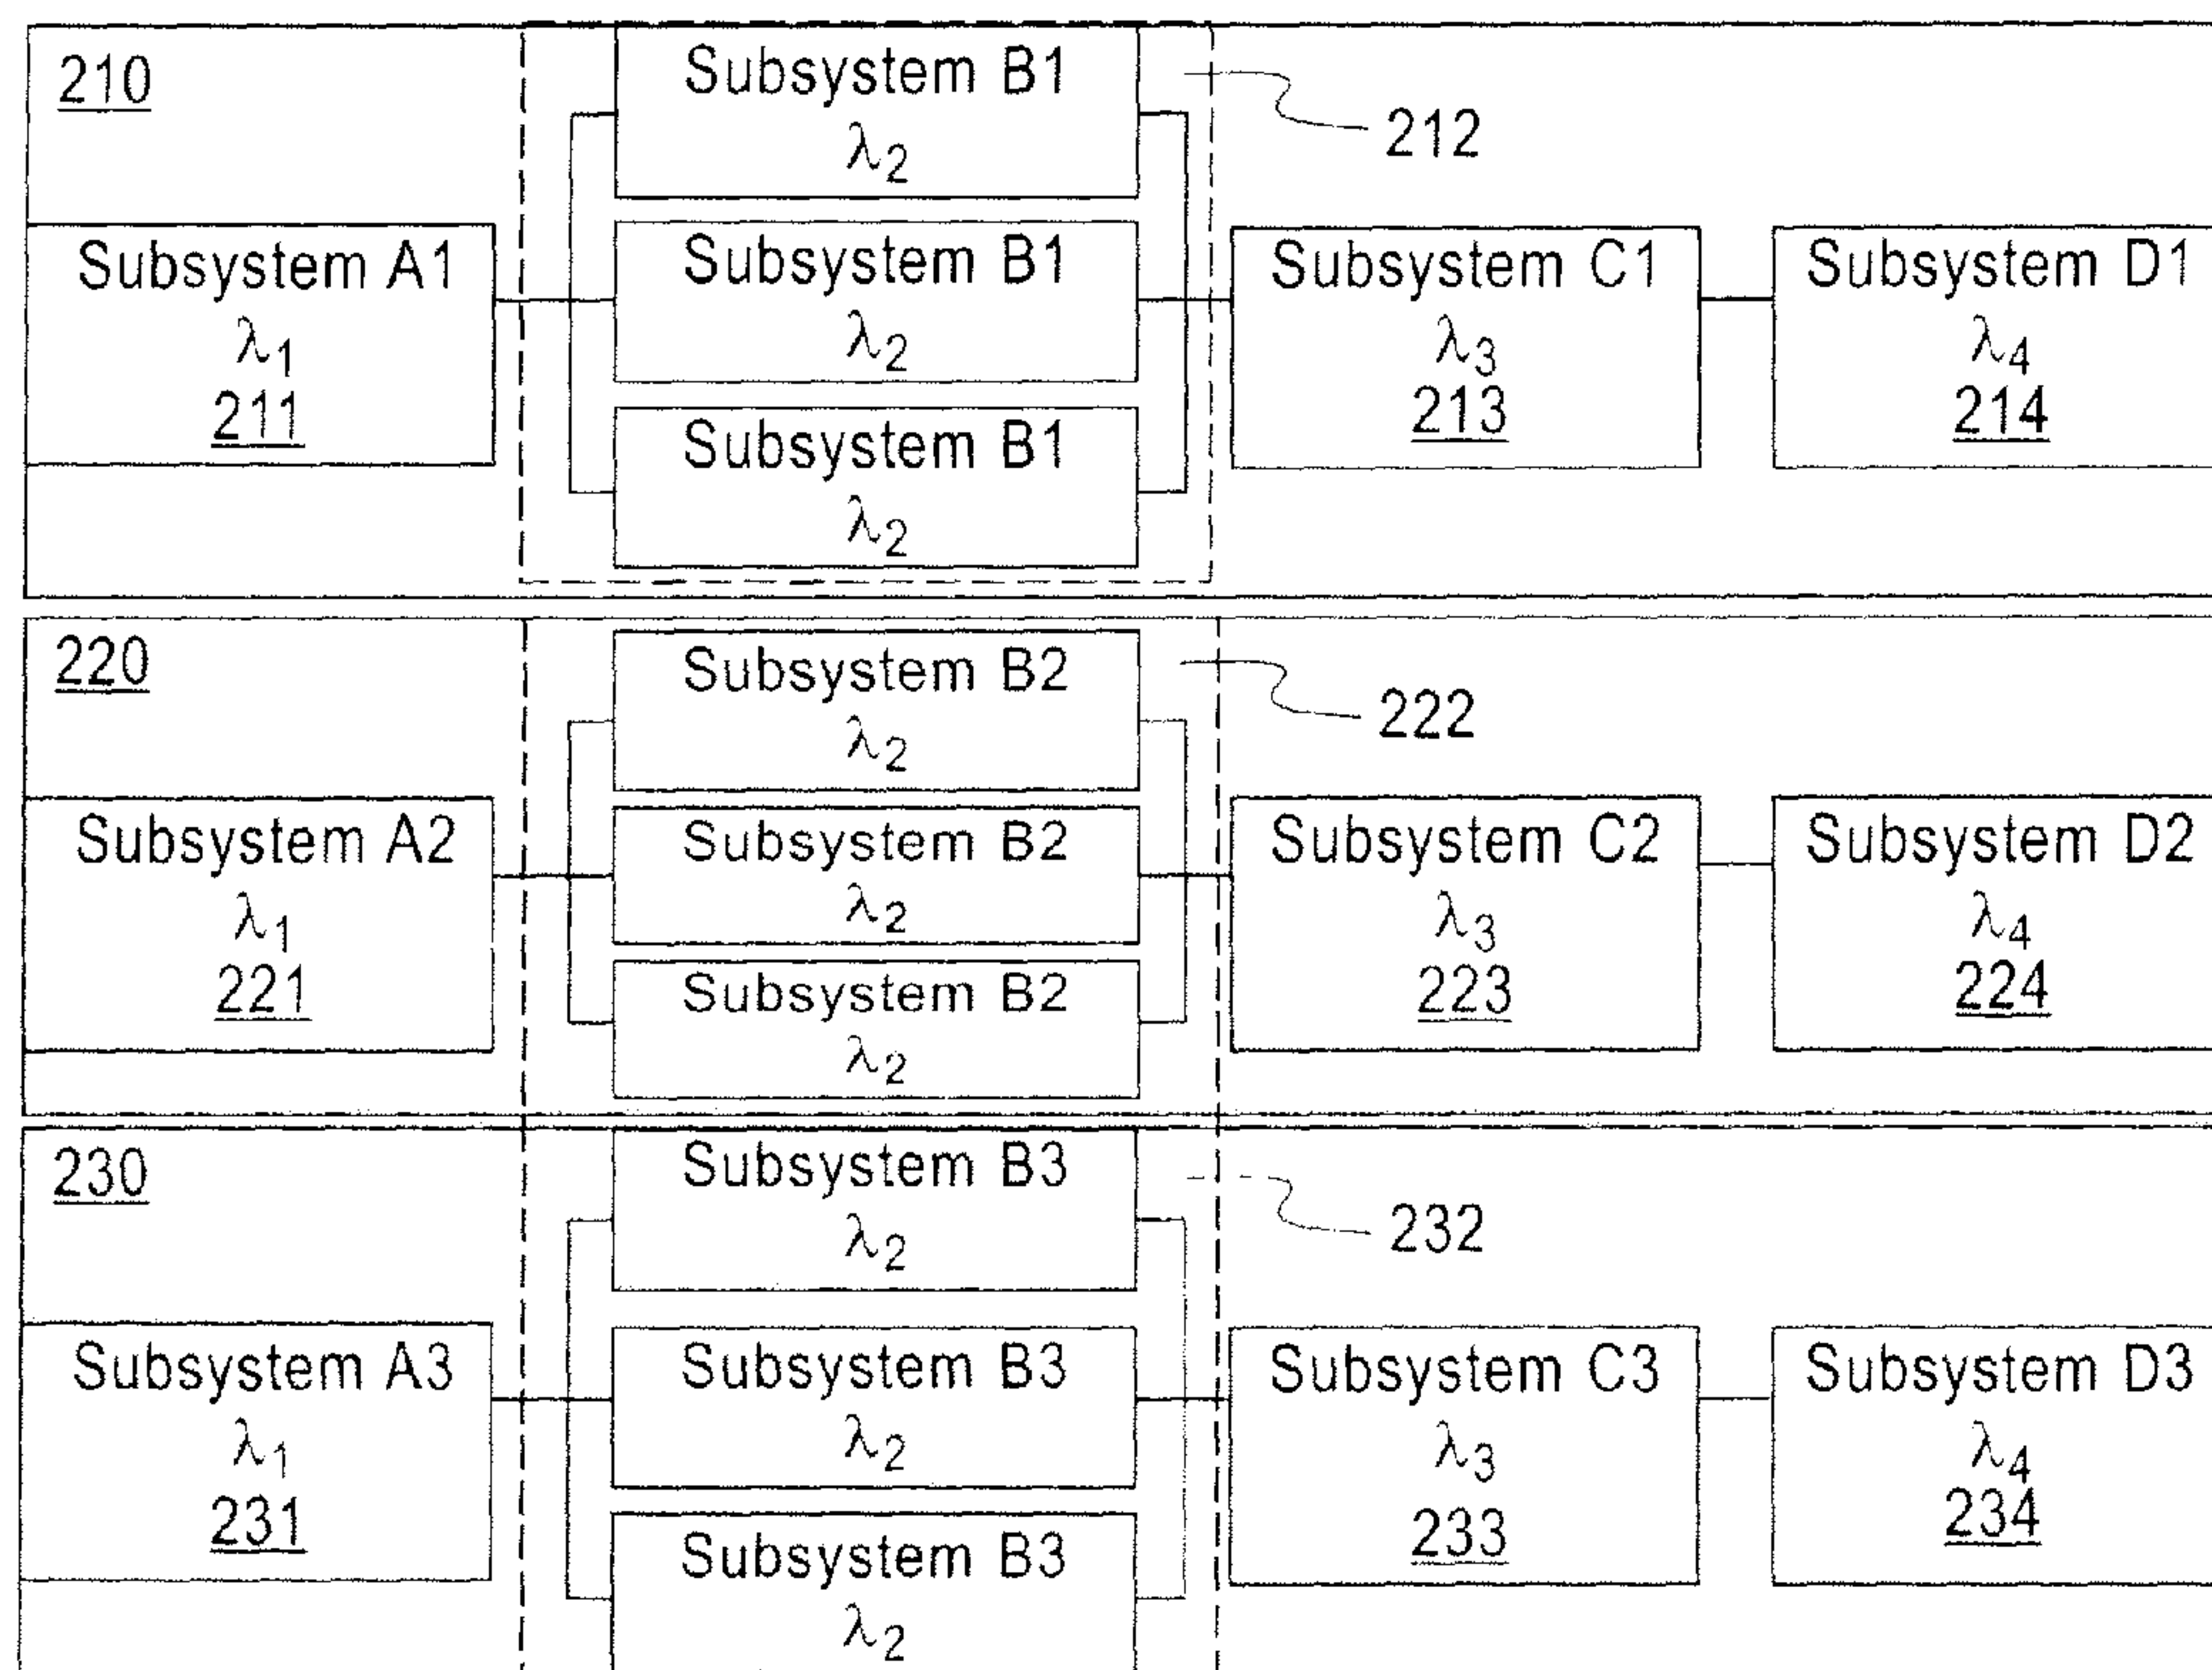 210
Subsystem B1
λ2
212
Subsystem A1
λ1
211
Subsystem B1
λ2
Subsystem B1
λ2
Subsystem C1
λ3
213
Subsystem D1
λ4
214
220
Subsystem B2
λ2
222
Subsystem A2
λ1
221
Subsystem B2
λ2
Subsystem B2
λ2
Subsystem C2
λ3
223
Subsystem D2
λ4
224
230
Subsystem B3
λ2
232
Subsystem A3
λ1
231
Subsystem B3
λ2
Subsystem B3
λ2
Subsystem C3
λ3
233
Subsystem D3
λ4
234